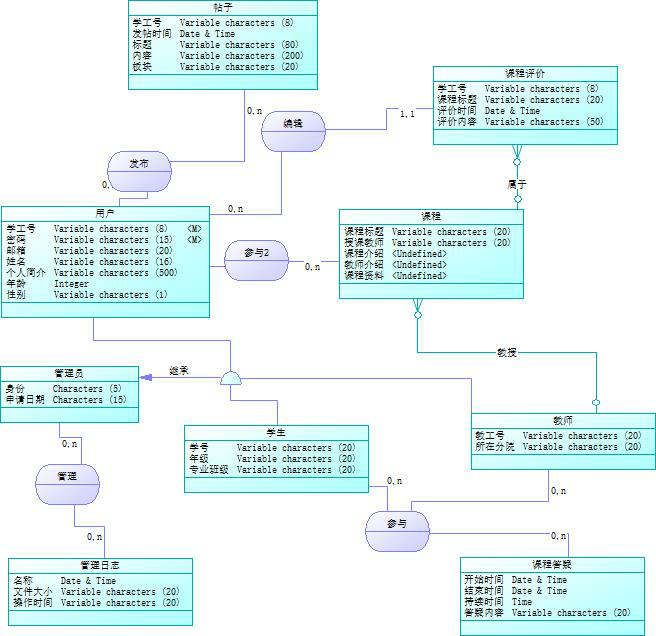 帖子
学工号 Variable characters (8)
发帖时间 Date & Time
标题 Variable characters (80)
内容 Variable characters (200)
板块 Variable characters (20)
课程评价
学工号 Variable characters (8)
课程标题 Variable characters (20)
评价时间 Date & Time
评价内容 Variable characters (50)
0,n
编辑
1,1
发布
属于
0,
0,n
用户
学工号 Variable characters (8) <M>
密码 Variable characters (15) <M>
邮箱 Variable characters (20)
姓名 Variable characters (16)
个人简介 Variable characters (500)
年龄 Integer
性别 Variable characters (1)
课程
课程标题 Variable characters (20)
授课教师 Variable characters (20)
课程介绍 <Undefined>
教师介绍 <Undefined>
课程资料 <Undefined>
参与2
0,n
教授
继承
管理员
身份 Characters (5)
申请日期 Characters (15)
学生
学号 Variable characters (20)
年级 Variable characters (20)
专业班级 Variable characters (20)
教师
教工号 Variable characters (20)
所在分院 Variable characters (20)
0,n
管理
0,n
0,n
参与
0,n
0,n
管理日志
名称 Date & Time
文件大小 Variable characters (20)
操作时间 Variable characters (20)
课程答疑
开始时间 Date & Time
结束时间 Date & Time
持续时间 Time
答疑内容 Variable characters (20)